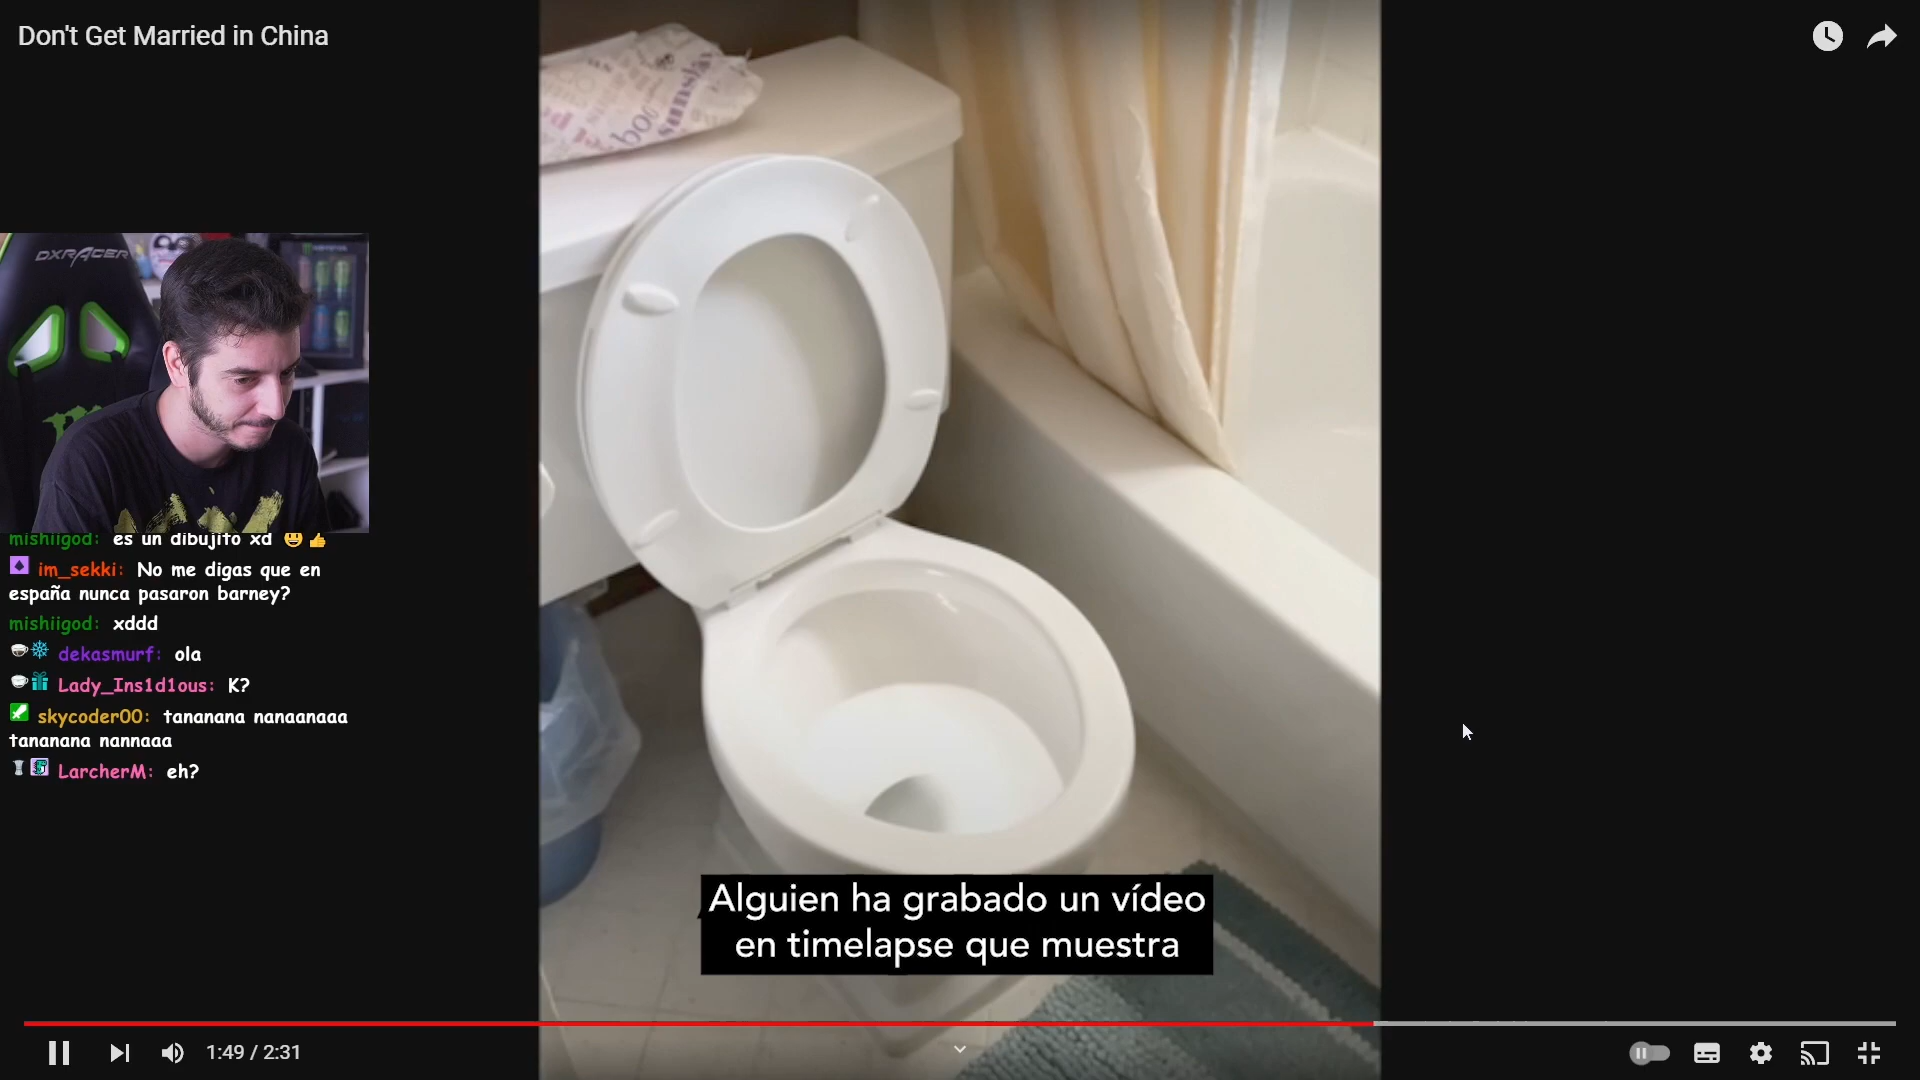 Don't Get Married in China
DXRACER
mishiigod: es un dibujito xd 😃👍
im_sekki: No me digas que en
españa nunca pasaron barney?
mishiigod: xddd
dekasmurf: ola
Lady_Ins1d1ous: K?
skycoder00: tananana nanaanaaa
tananana nannaaa
LarcherM: eh?
Alguien ha grabado un vídeo
en timelapse que muestra
1:49 / 2:31